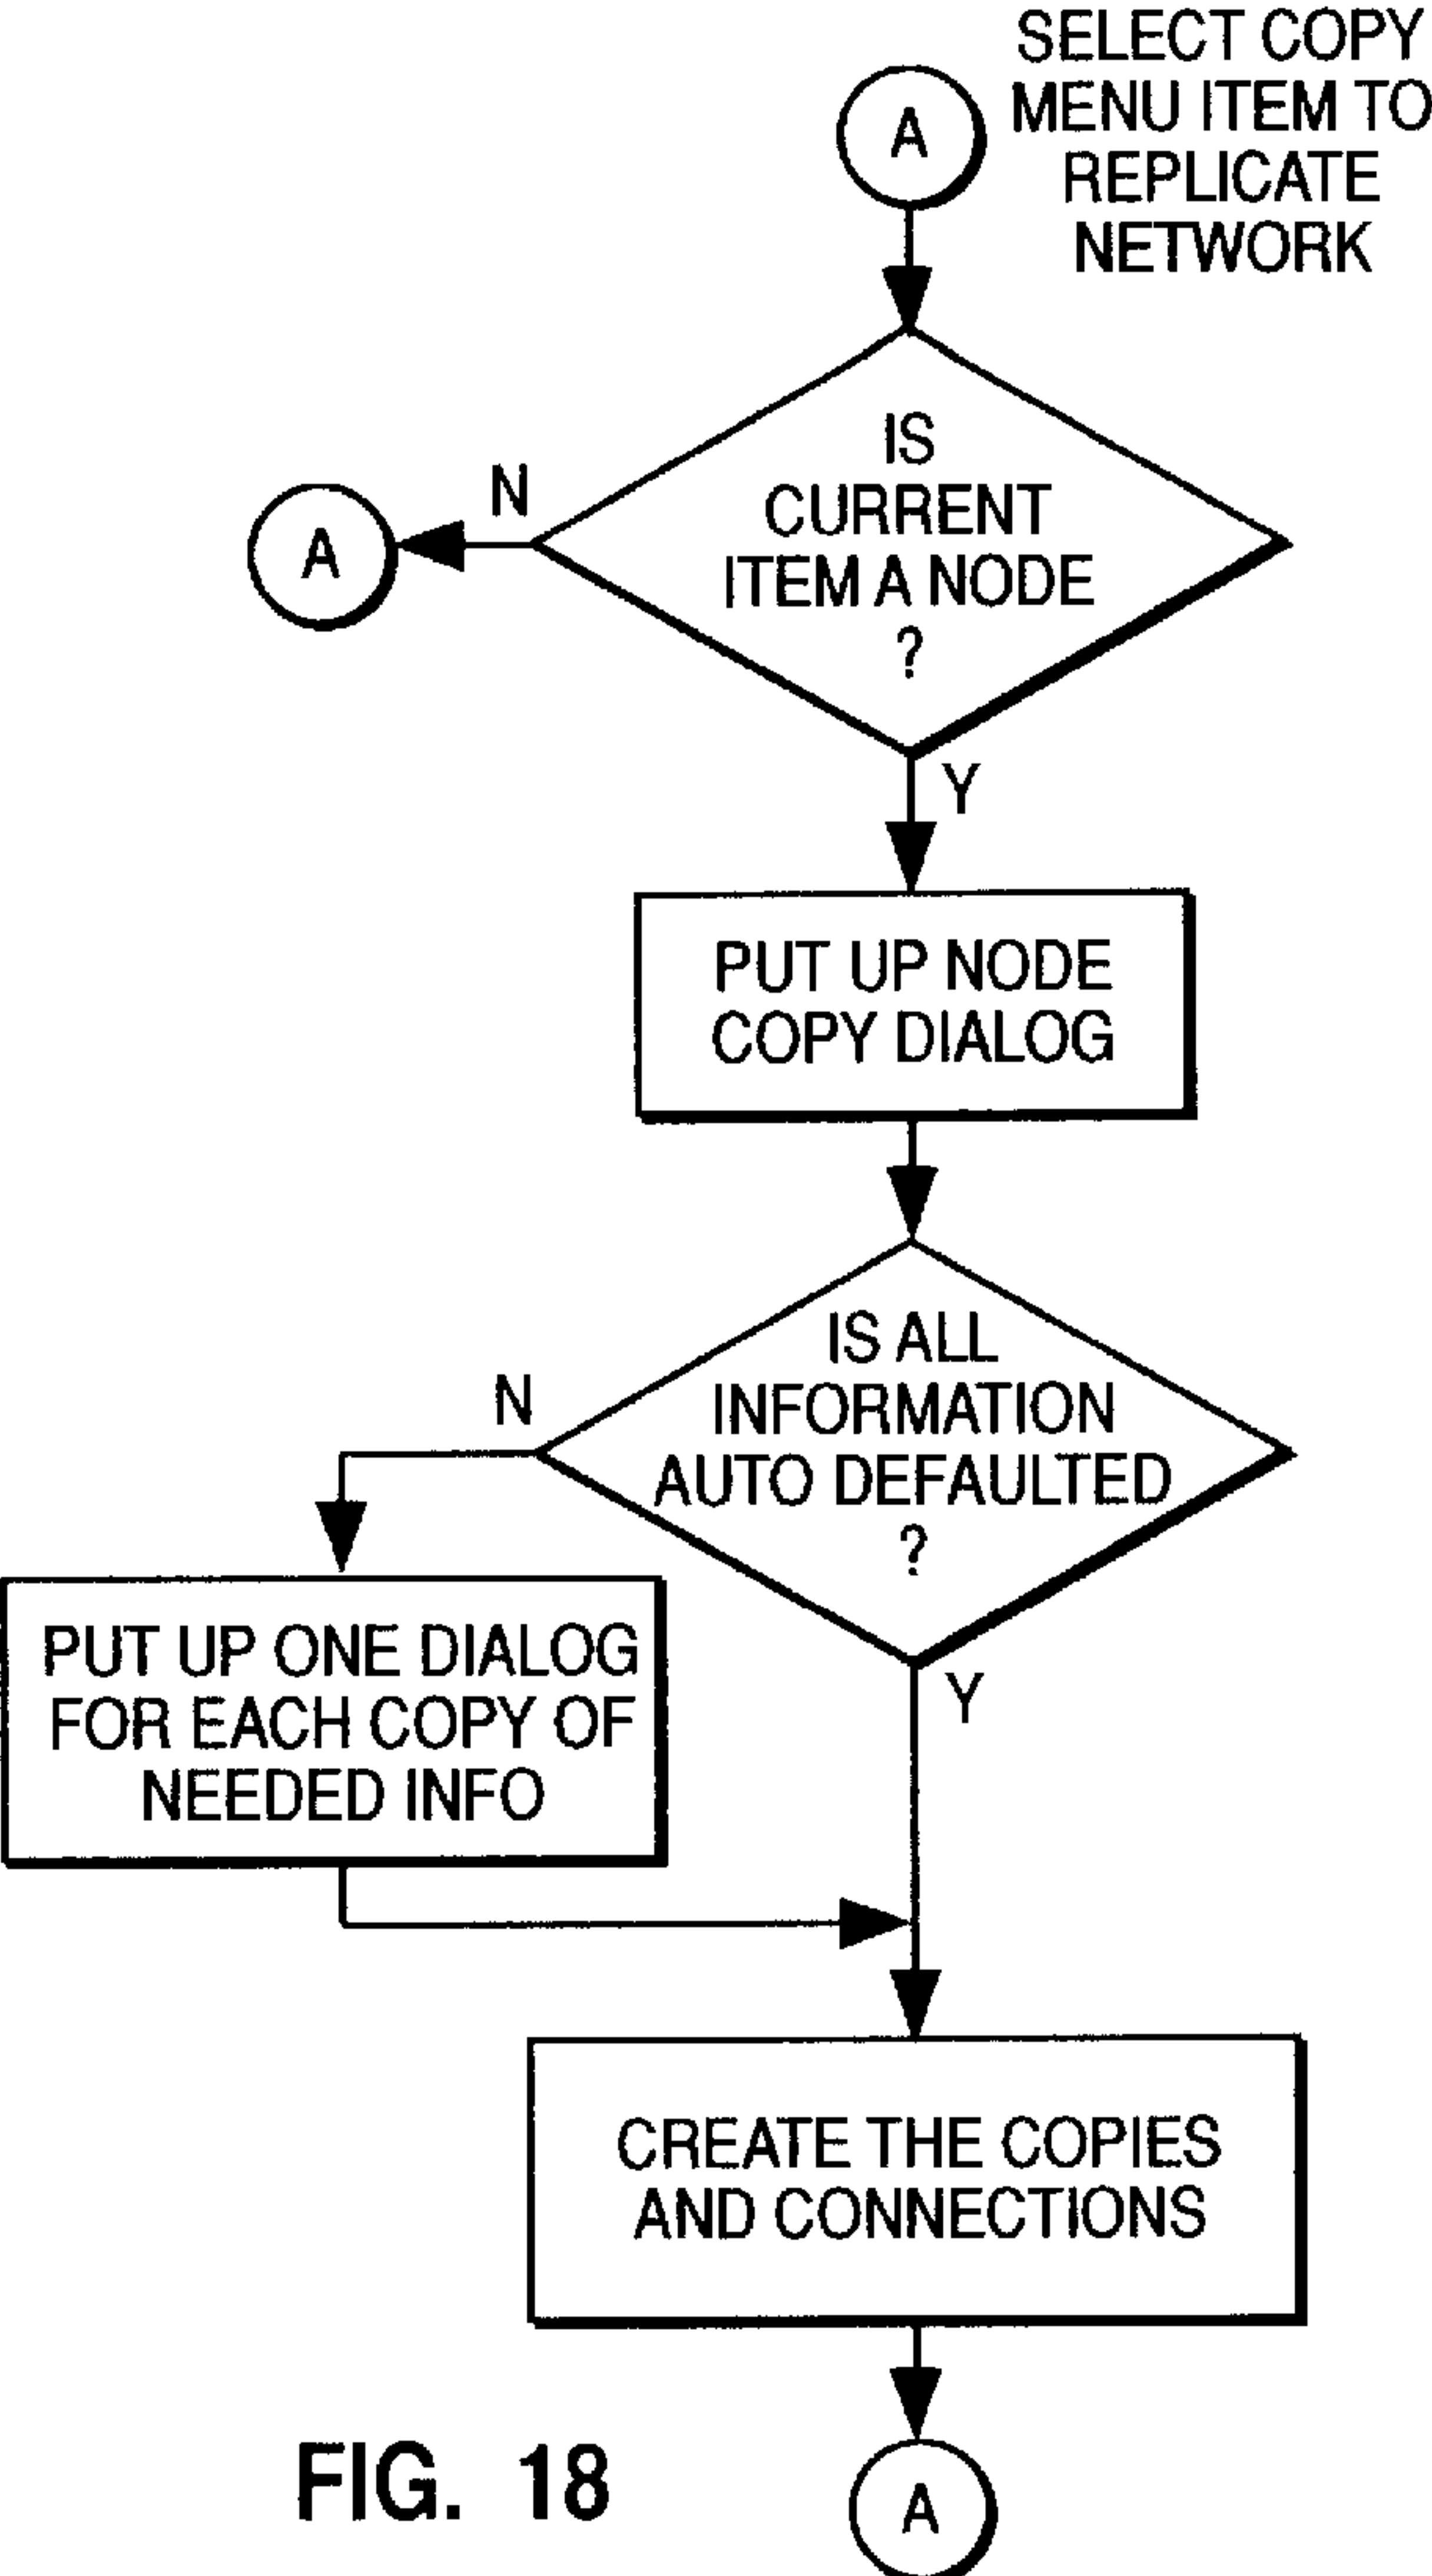 SELECT COPY
MENU ITEM TO
REPLICATE
NETWORK
A
IS
CURRENT
ITEM A NODE
?
N
A
Y
PUT UP NODE
COPY DIALOG
IS ALL
INFORMATION
AUTO DEFAULTED
?
N
Y
PUT UP ONE DIALOG
FOR EACH COPY OF
NEEDED INFO
CREATE THE COPIES
AND CONNECTIONS
A
FIG. 18